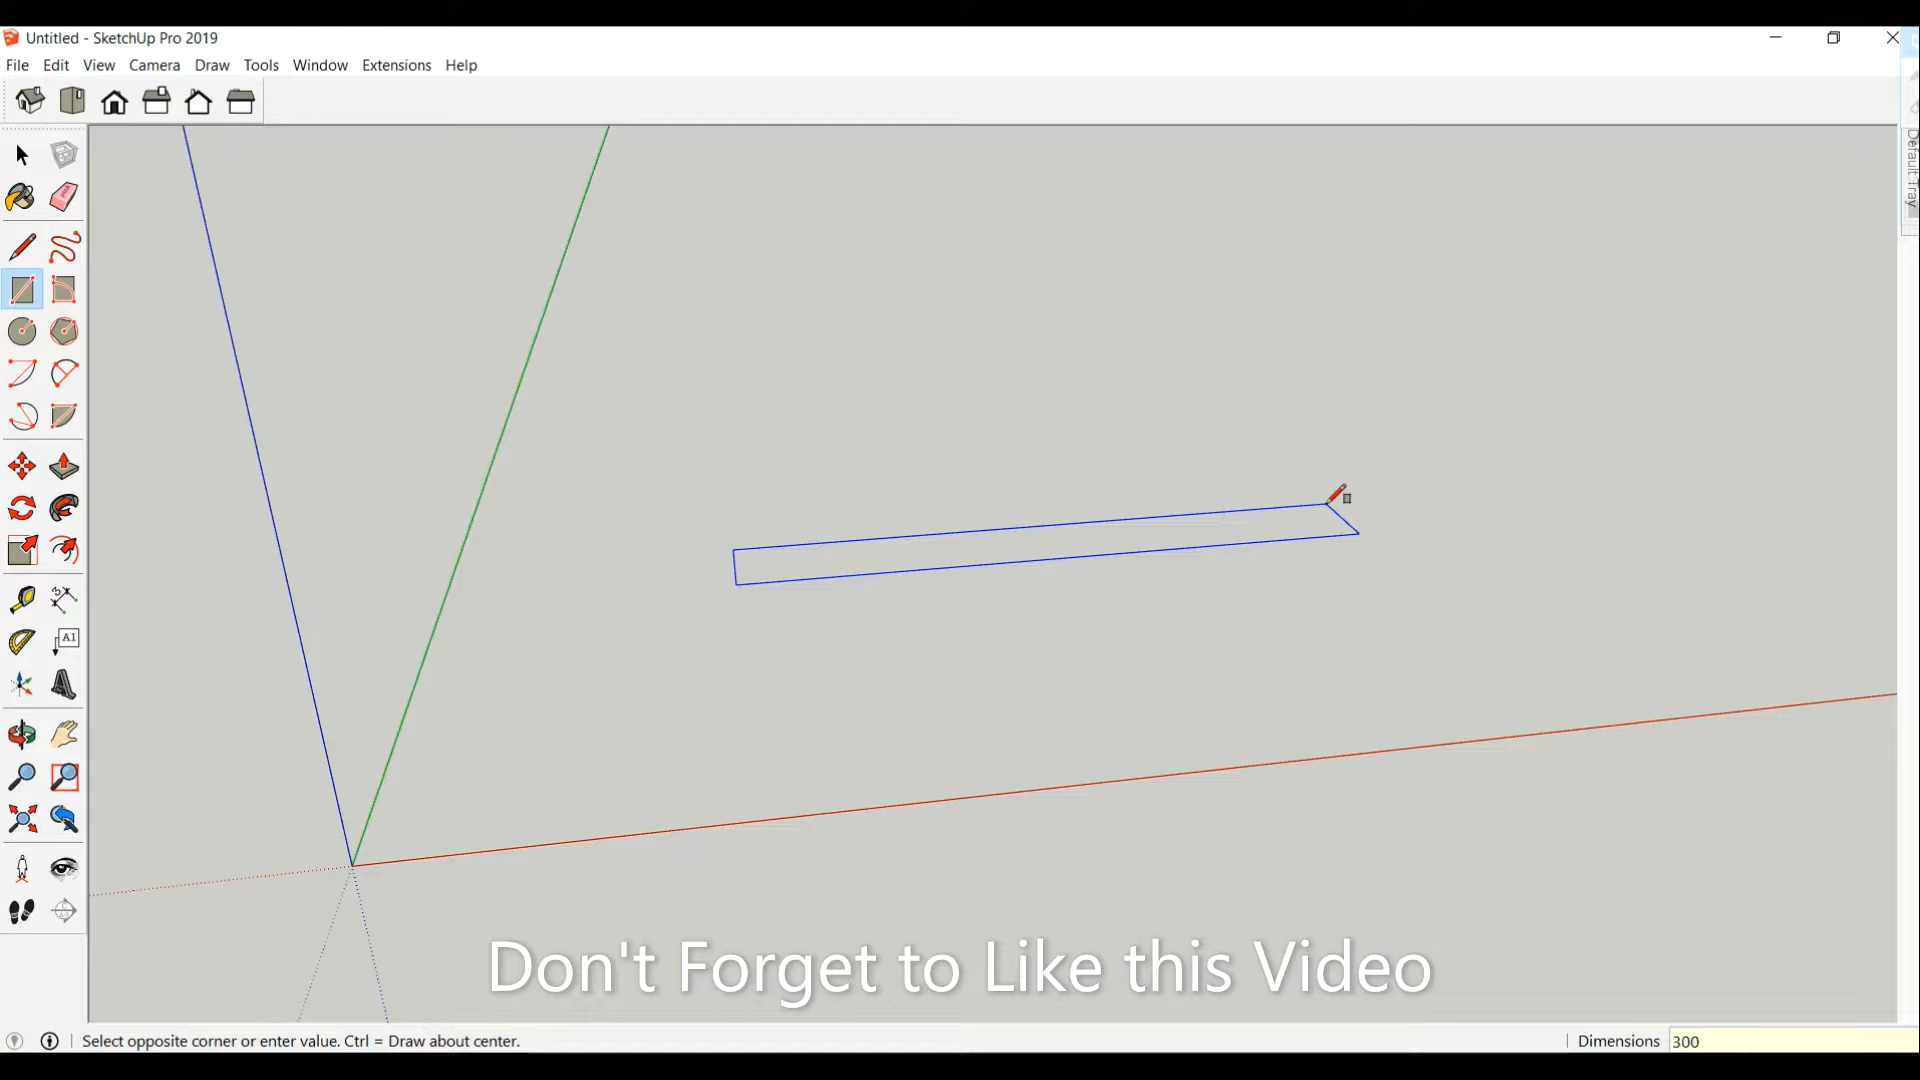 Untitled - SketchUp Pro 2019
File Edit View Camera Draw Tools Window Extensions Help
Default Tray
A1
Don't Forget to Like this Video
Select opposite corner or enter value. Ctrl = Draw about center.
Dimensions 300